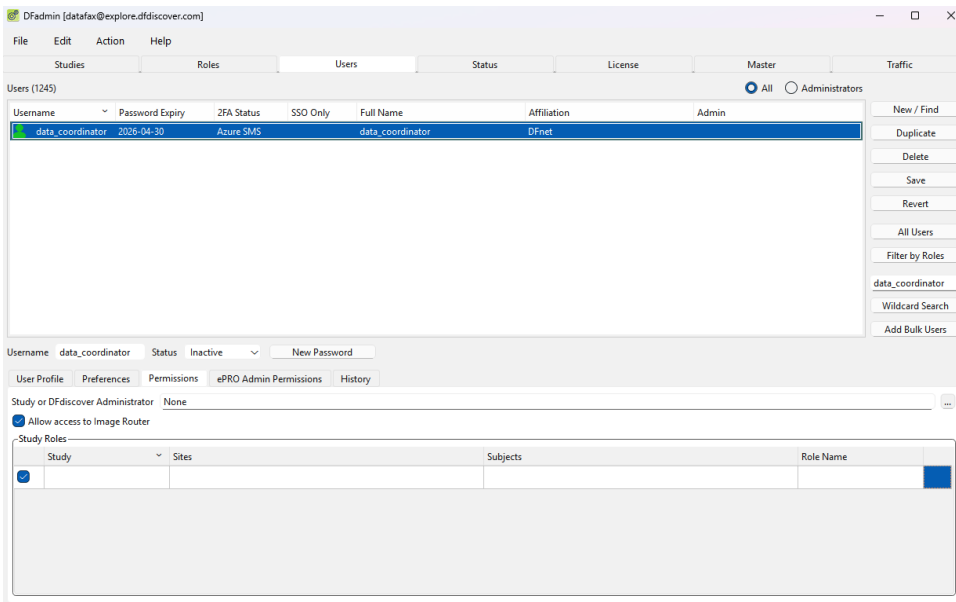 DFadmin [datafax@explore.dfdiscover.com]
File Edit Action Help
Studies Roles Users Status License Master Traffic
Users (1245) All Administrators
Username Password Expiry 2FA Status SSO Only Full Name Affiliation Admin
data_coordinator 2026-04-30 Azure SMS data_coordinator DFnet
New / Find
Duplicate
Delete
Save
Revert
All Users
Filter by Roles
data_coordinator
Wildcard Search
Add Bulk Users
Username data_coordinator Status Inactive New Password
User Profile Preferences Permissions ePRO Admin Permissions History
Study or DFdiscover Administrator None ...
Allow access to Image Router
Study Roles
Study Sites Subjects Role Name